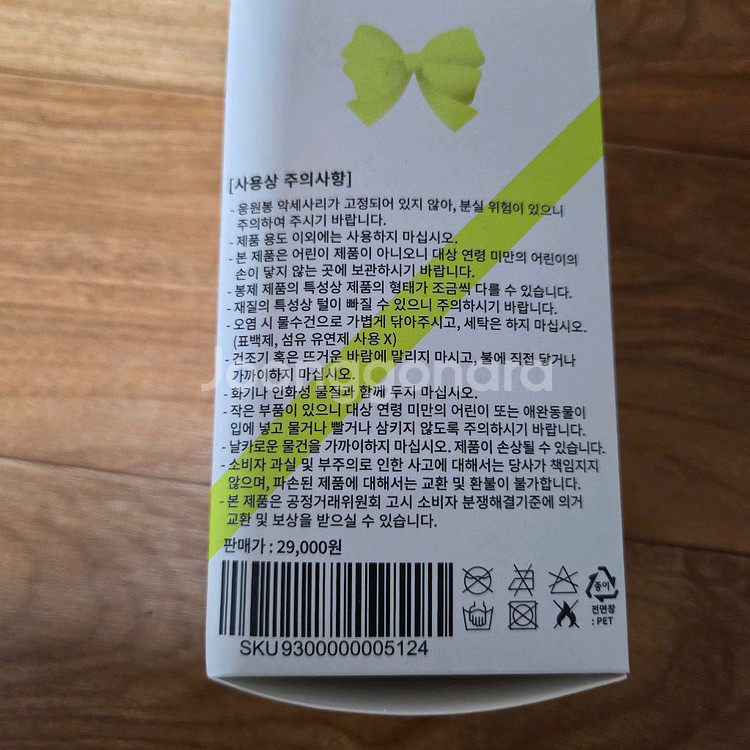 [사용상 주의사항]
- 응원봉 악세사리가 고정되어 있지 않아, 분실 위험이 있으니
주의하여 주시기 바랍니다.
- 제품 용도 이외에는 사용하지 마십시오.
- 본 제품은 어린이 제품이 아니오니 대상 연령 미만의 어린이의
손이 닿지 않는 곳에 보관하시기 바랍니다.
- 봉제 제품의 특성상 제품의 형태가 조금씩 다를 수 있습니다.
- 재질의 특성상 털이 빠질 수 있으니 주의하시기 바랍니다.
- 오염 시 물수건으로 가볍게 닦아주시고, 세탁은 하지 마십시오.
(표백제, 섬유 유연제 사용 X)
- 건조기 혹은 뜨거운 바람에 말리지 마시고, 불에 직접 닿거나
가까이하지 마십시오.
- 화기나 인화성 물질과 함께 두지 마십시오.
- 작은 부품이 있으니 대상 연령 미만의 어린이 또는 애완동물이
입에 넣고 물거나 빨거나 삼키지 않도록 주의하시기 바랍니다.
- 날카로운 물건을 가까이하지 마십시오. 제품이 손상될 수 있습니다.
- 소비자 과실 및 부주의로 인한 사고에 대해서는 당사가 책임지지
않으며, 파손된 제품에 대해서는 교환 및 환불이 불가합니다.
- 본 제품은 공정거래위원회 고시 소비자 분쟁해결기준에 의거
교환 및 보상을 받으실 수 있습니다.
판매가 : 29,000원
종이
전면창
: PET
SKU9300000005124
Joonggonara